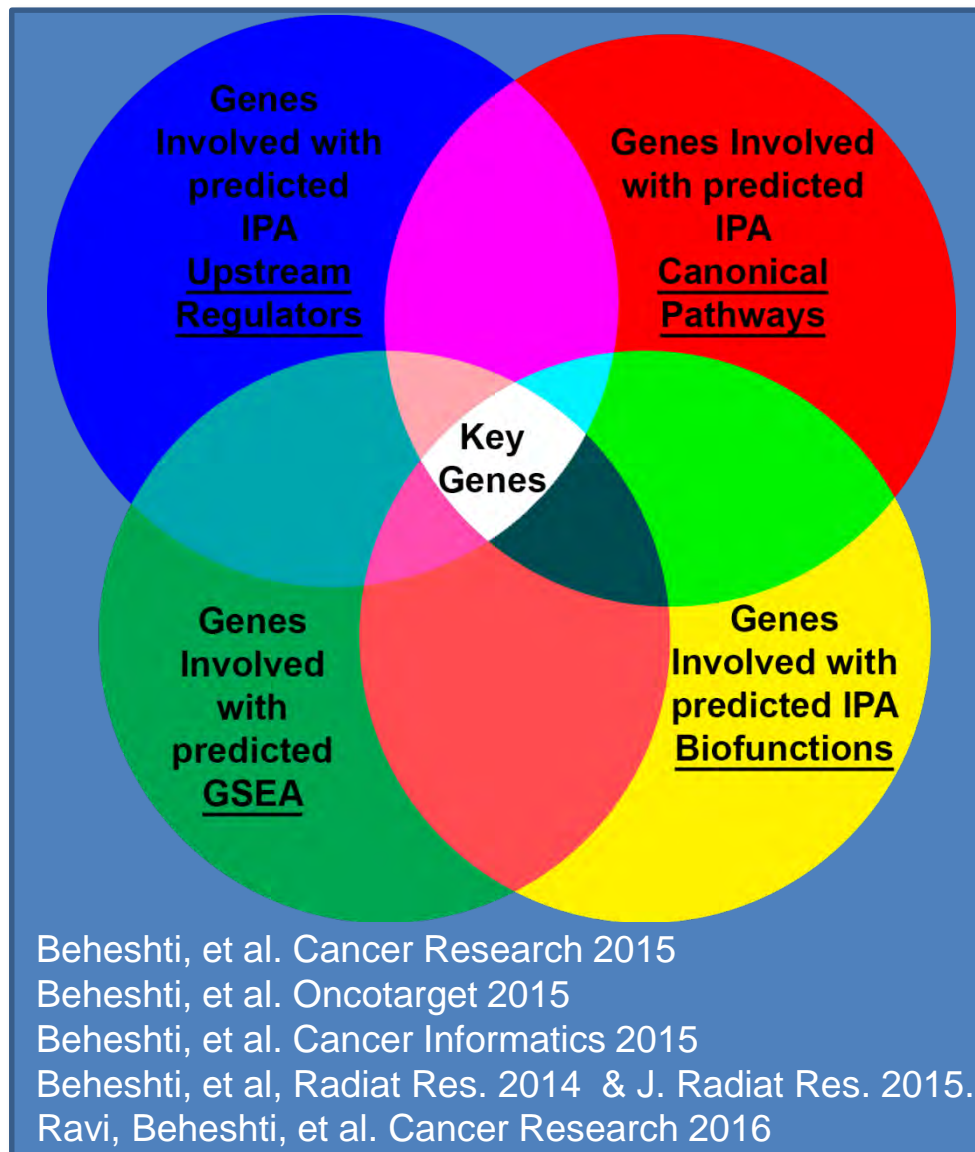 Genes
Involved with
predicted
IPA
Upstream
Regulators
Genes Involved
with predicted
IPA
Canonical
Pathways
Key
Genes
Genes
Involved
with
predicted
GSEA
Genes
Involved with
predicted IPA
Biofunctions
Beheshti, et al. Cancer Research 2015
Beheshti, et al. Oncotarget 2015
Beheshti, et al. Cancer Informatics 2015
Beheshti, et al, Radiat Res. 2014 & J. Radiat Res. 2015.
Ravi, Beheshti, et al. Cancer Research 2016